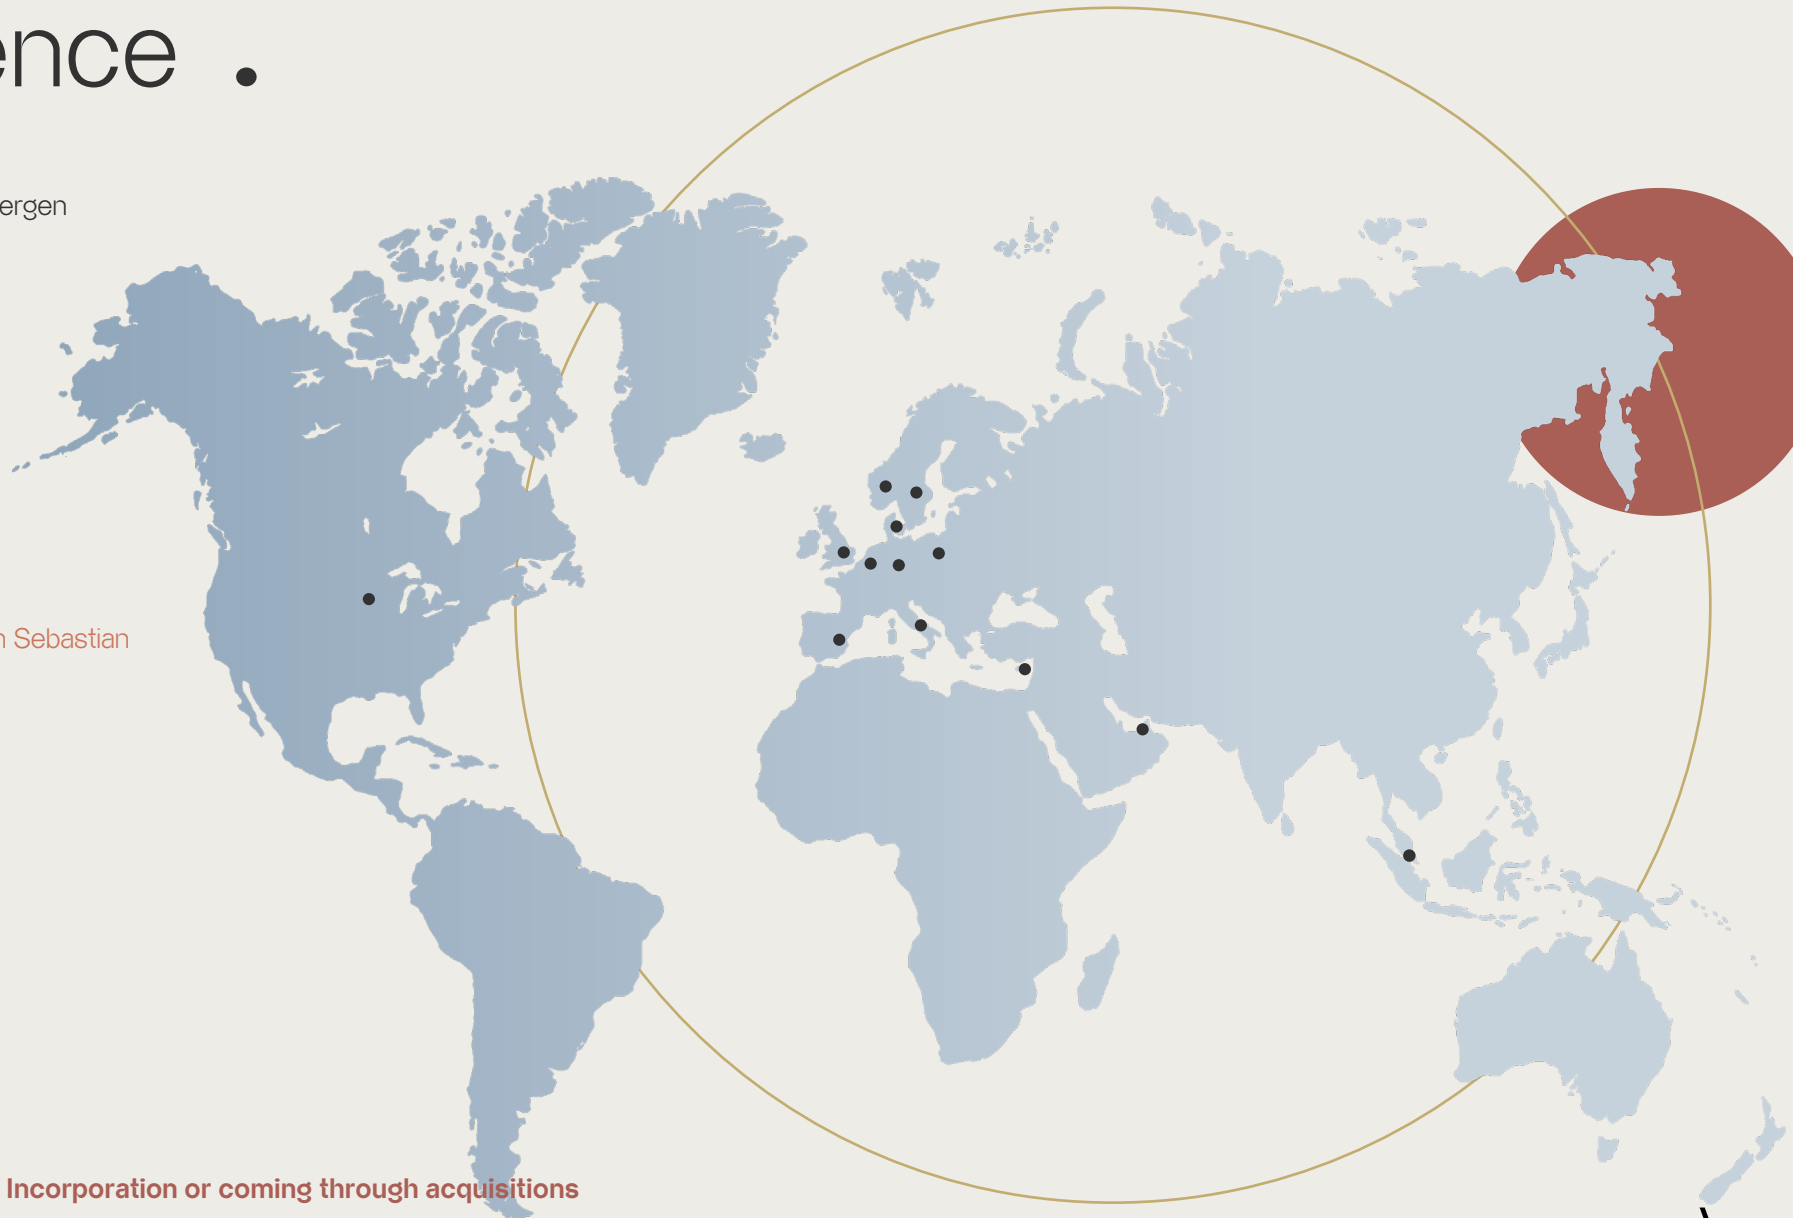 ence .
ergen
n Sebastian
Incorporation or coming through acquisitions